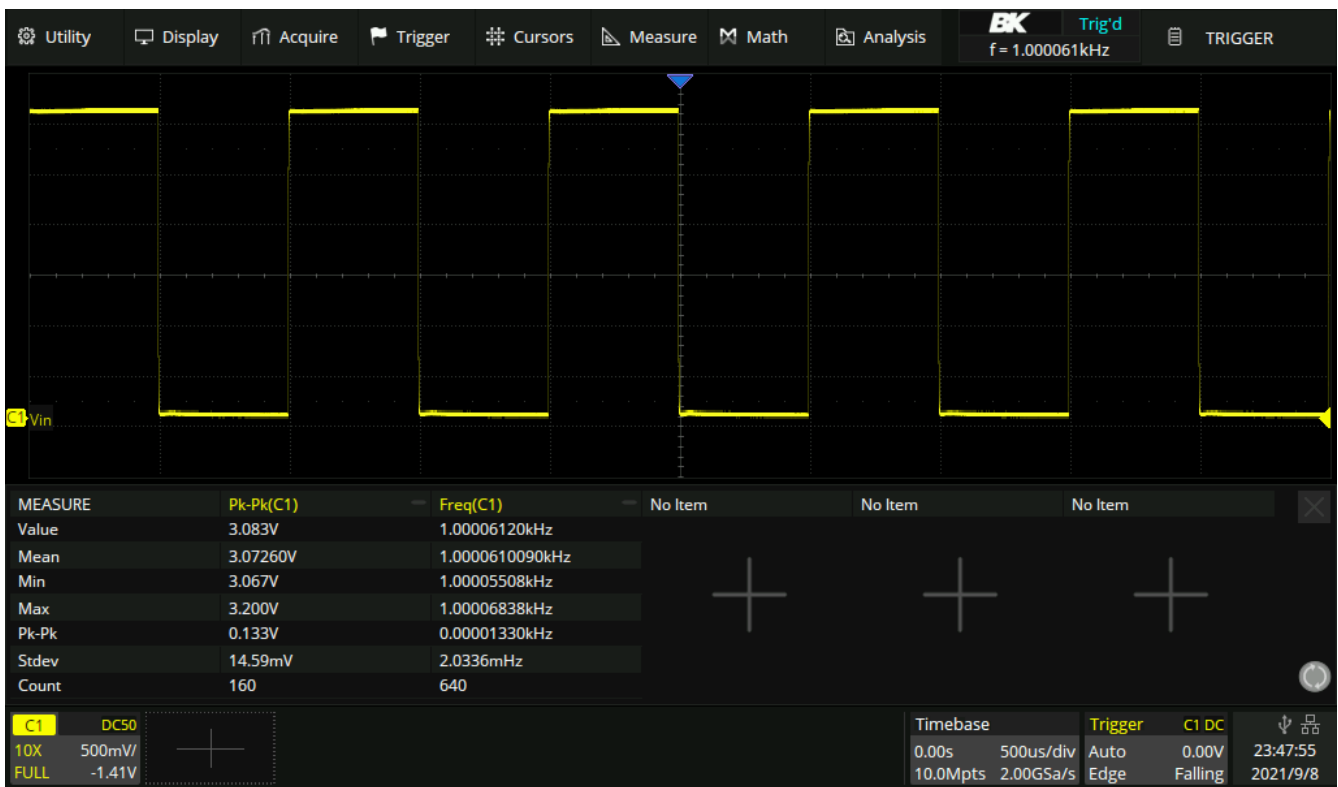 Utility Display Acquire Trigger Cursors Measure Math Analysis BK Trig'd TRIGGER
f = 1.000061kHz
C1 Vin
MEASURE Pk-Pk(C1) Freq(C1) No Item No Item No Item
Value 3.083V 1.00006120kHz
Mean 3.07260V 1.0000610090kHz
Min 3.067V 1.00005508kHz
Max 3.200V 1.00006838kHz
Pk-Pk 0.133V 0.00001330kHz
Stdev 14.59mV 2.0336mHz
Count 160 640
C1 DC50 Timebase Trigger C1 DC
10X 500mV/ 0.00s 500us/div Auto 0.00V 23:47:55
FULL -1.41V 10.0Mpts 2.00GSa/s Edge Falling 2021/9/8